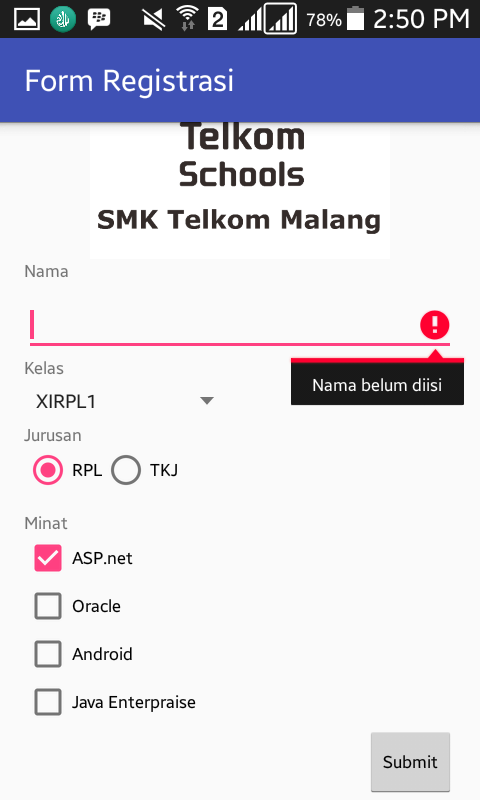 2 78% 2:50 PM
Form Registrasi
Telkom
Schools
SMK Telkom Malang
Nama
Nama belum diisi
Kelas
XIRPL1
Jurusan
RPL TKJ
Minat
ASP.net
Oracle
Android
Java Enterpraise
Submit